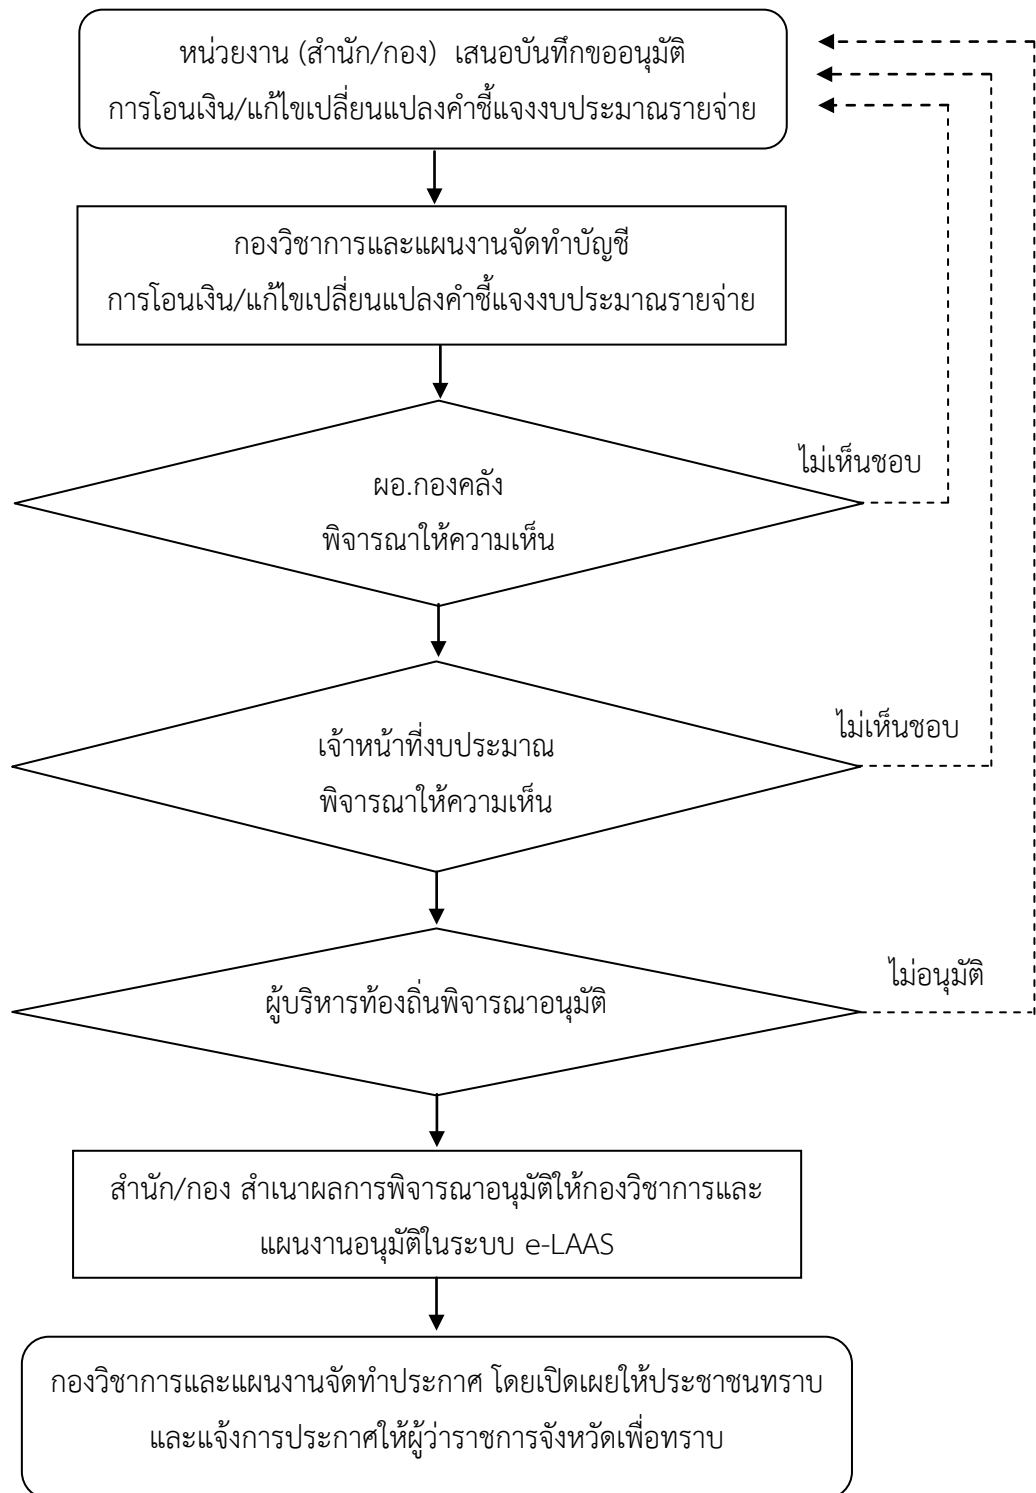 หน่วยงาน (สำนัก/กอง)  เสนอบันทึกขออนุมัติ
การโอนเงิน/แก้ไขเปลี่ยนแปลงคำชี้แจงงบประมาณรายจ่าย
กองวิชาการและแผนงานจัดทำบัญชี
การโอนเงิน/แก้ไขเปลี่ยนแปลงคำชี้แจงงบประมาณรายจ่าย
ไม่เห็นชอบ
ผอ.กองคลัง
พิจารณาให้ความเห็น
ไม่เห็นชอบ
เจ้าหน้าที่งบประมาณ
พิจารณาให้ความเห็น
ไม่อนุมัติ
ผู้บริหารท้องถิ่นพิจารณาอนุมัติ
สำนัก/กอง สำเนาผลการพิจารณาอนุมัติให้กองวิชาการและ
แผนงานอนุมัติในระบบ e-LAAS
กองวิชาการและแผนงานจัดทำประกาศ โดยเปิดเผยให้ประชาชนทราบ
และแจ้งการประกาศให้ผู้ว่าราชการจังหวัดเพื่อทราบ